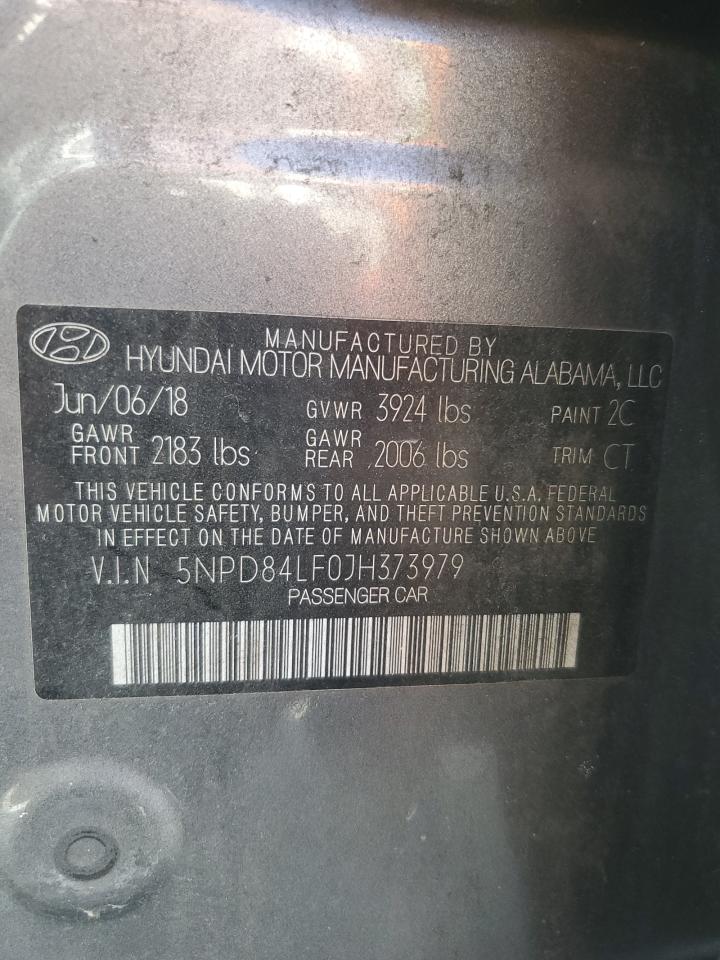 MANUFACTURED BY
HYUNDAI MOTOR MANUFACTURING ALABAMA, LLC
Jun/06/18 GVWR 3924 lbs PAINT 2C
GAWR FRONT 2183 lbs GAWR REAR 2006 lbs TRIM CT
THIS VEHICLE CONFORMS TO ALL APPLICABLE U.S.A. FEDERAL
MOTOR VEHICLE SAFETY, BUMPER, AND THEFT PREVENTION STANDARDS
IN EFFECT ON THE DATE OF MANUFACTURE SHOWN ABOVE
V.I.N 5NPD84LF0JH373979
PASSENGER CAR